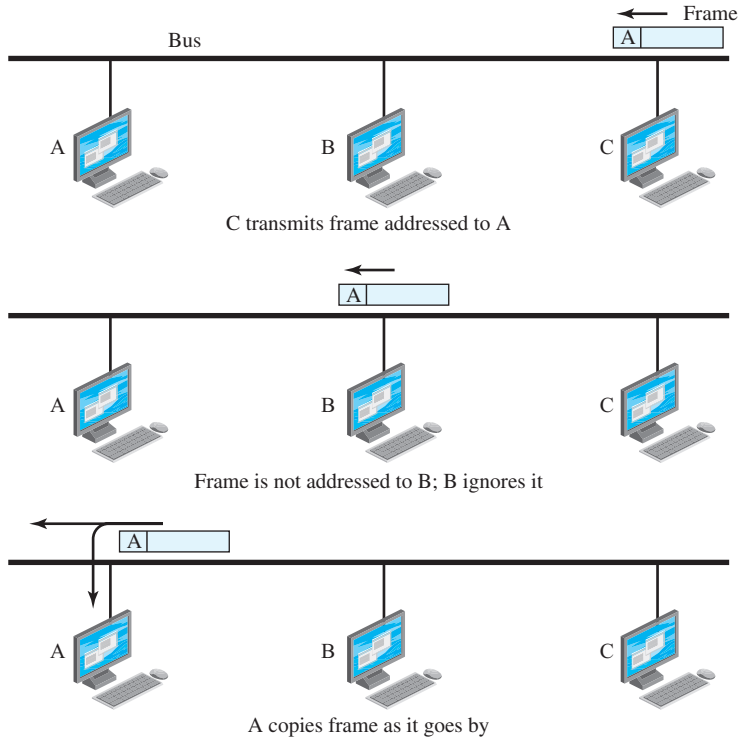 Frame
Bus
A
A
B
C
C transmits frame addressed to A
A
A
B
C
Frame is not addressed to B; B ignores it
A
A
B
C
A copies frame as it goes by